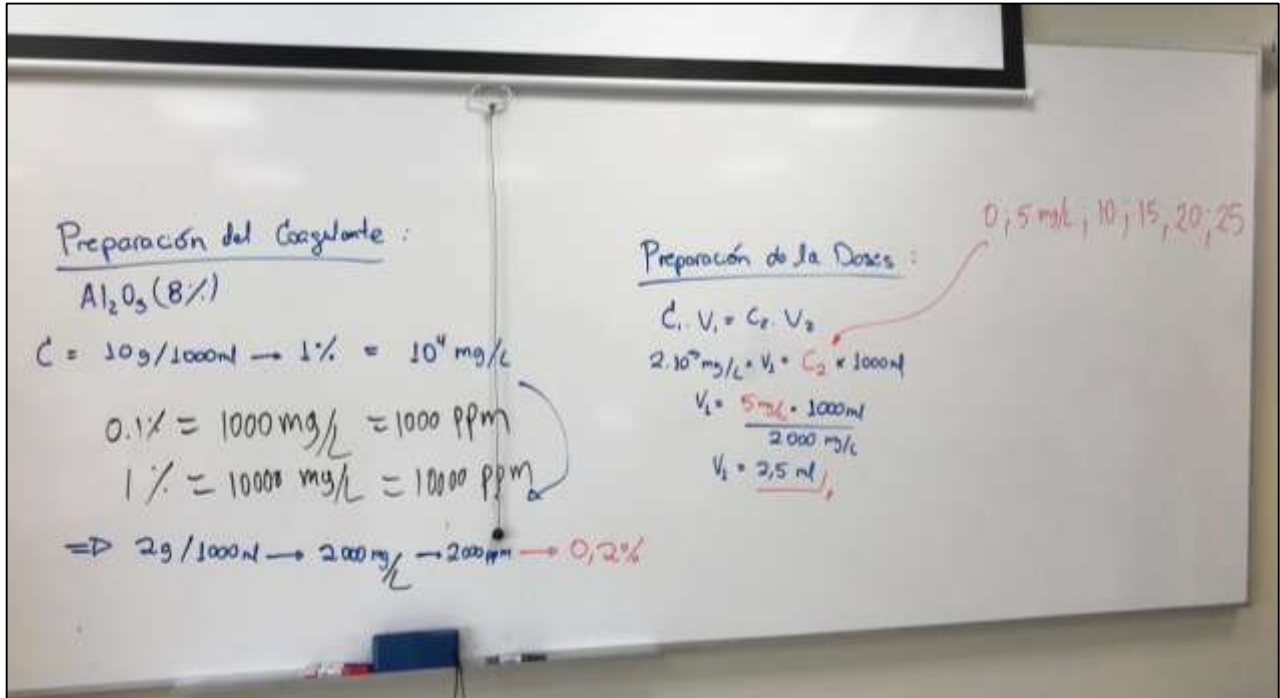 Preparación del Coagulante :
Al₂O₃ (8%)
C = 10g/1000ml → 1% = 10⁴ mg/L
0.1% = 1000 mg/L = 1000 ppm
1% = 10000 mg/L = 10000 ppm
=> 2g/1000ml → 2000 mg/L → 2000 ppm → 0,2%
0; 5 mg/L; 10; 15, 20; 25
Preparación de la Doses :
C₁. V₁ = C₂. V₂
2.10³ mg/L × V₁ = C₂ × 1000ml
V₁ = 5mg/L × 1000ml
2000 mg/L
V₁ = 2,5 ml